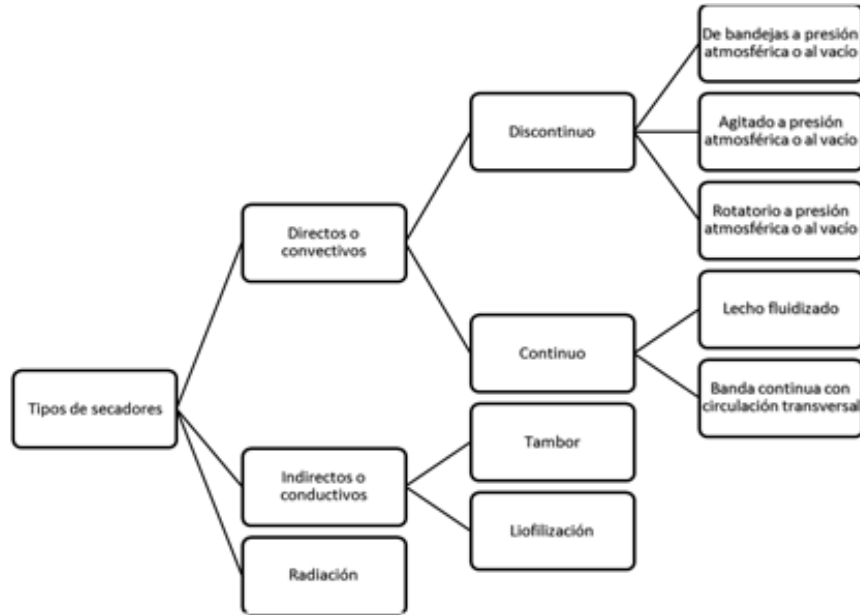 De bandejas a presión
atmosférica o al vacío
Discontinuo
Agitado a presión
atmosférica o al vacío
Rotatorio a presión
atmosférica o al vacío
Directos o
convectivos
Lecho fluidizado
Continuo
Banda continua con
circulación transversal
Tipos de secadores
Tambor
Indirectos o
conductivos
Liofilización
Radiación